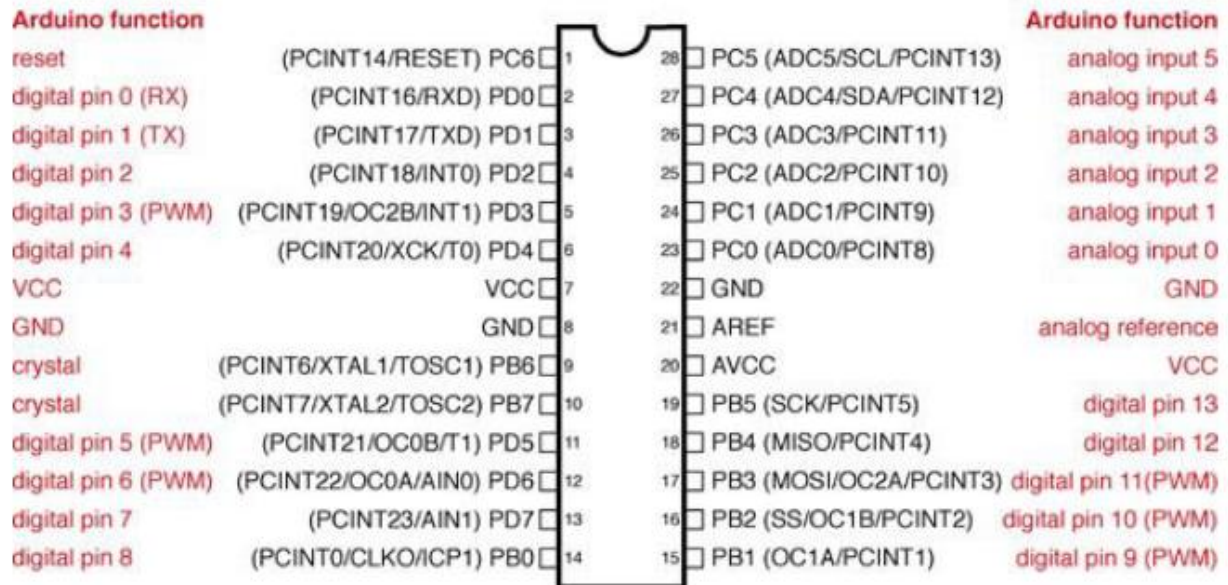 Arduino function Arduino function
reset (PCINT14/RESET) PC6 1 28 PC5 (ADC5/SCL/PCINT13) analog input 5
digital pin 0 (RX) (PCINT16/RXD) PD0 2 27 PC4 (ADC4/SDA/PCINT12) analog input 4
digital pin 1 (TX) (PCINT17/TXD) PD1 3 26 PC3 (ADC3/PCINT11) analog input 3
digital pin 2 (PCINT18/INT0) PD2 4 25 PC2 (ADC2/PCINT10) analog input 2
digital pin 3 (PWM) (PCINT19/OC2B/INT1) PD3 5 24 PC1 (ADC1/PCINT9) analog input 1
digital pin 4 (PCINT20/XCK/T0) PD4 6 23 PC0 (ADC0/PCINT8) analog input 0
VCC VCC 7 22 GND GND
GND GND 8 21 AREF analog reference
crystal (PCINT6/XTAL1/TOSC1) PB6 9 20 AVCC VCC
crystal (PCINT7/XTAL2/TOSC2) PB7 10 19 PB5 (SCK/PCINT5) digital pin 13
digital pin 5 (PWM) (PCINT21/OC0B/T1) PD5 11 18 PB4 (MISO/PCINT4) digital pin 12
digital pin 6 (PWM) (PCINT22/OC0A/AIN0) PD6 12 17 PB3 (MOSI/OC2A/PCINT3) digital pin 11(PWM)
digital pin 7 (PCINT23/AIN1) PD7 13 16 PB2 (SS/OC1B/PCINT2) digital pin 10 (PWM)
digital pin 8 (PCINT0/CLKO/ICP1) PB0 14 15 PB1 (OC1A/PCINT1) digital pin 9 (PWM)